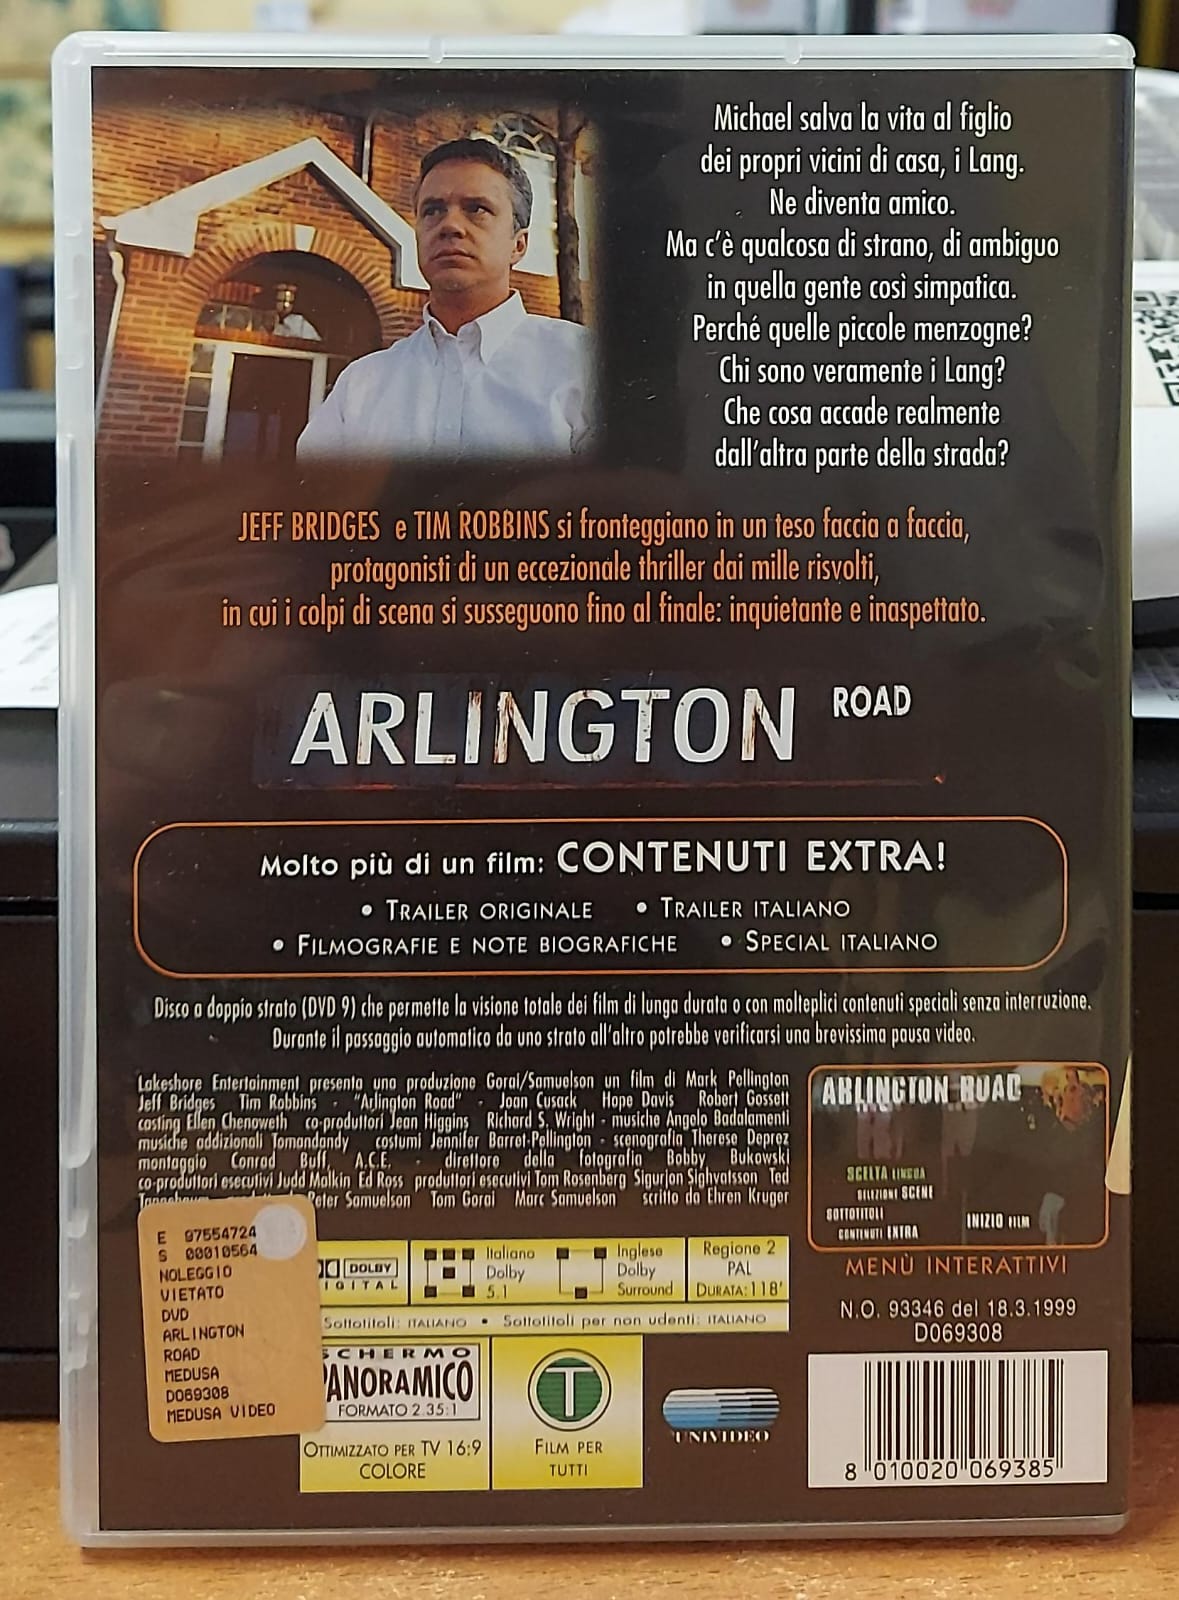 Michael salva la vita al figlio
dei propri vicini di casa, i Lang.
Ne diventa amico.
Ma c'è qualcosa di strano, di ambiguo
in quella gente così simpatica.
Perché quelle piccole menzogne?
Chi sono veramente i Lang?
Che cosa accade realmente
dall'altra parte della strada?
JEFF BRIDGES e TIM ROBBINS si fronteggiano in un teso faccia a faccia,
protagonisti di un eccezionale thriller dai mille risvolti,
in cui i colpi di scena si susseguono fino al finale: inquietante e inaspettato.
ARLINGTON ROAD
Molto più di un film: CONTENUTI EXTRA!
• TRAILER ORIGINALE • TRAILER ITALIANO
• FILMOGRAFIE E NOTE BIOGRAFICHE • SPECIAL ITALIANO
Disco a doppio strato (DVD 9) che permette la visione totale dei film di lunga durata o con molteplici contenuti speciali senza interruzione.
Durante il passaggio automatico da uno strato all'altro potrebbe verificarsi una brevissima pausa video.
Lakeshore Entertainment presenta una produzione Gorai/Samuelson un film di Mark Pellington
Jeff Bridges Tim Robbins - "Arlington Road" - Joan Cusack Hope Davis Robert Gossett
casting Ellen Chenoweth co-produttori Jean Higgins Richard S. Wright - musiche Angelo Badalamenti
musiche addizionali Tomandandy costumi Jennifer Barret-Pellington - scenografia Therese Deprez
montaggio Conrad Buff, A.C.E. - direttore della fotografia Bobby Bukowski
co-produttori esecutivi Judd Malkin Ed Ross produttori esecutivi Tom Rosenberg Sigurjon Sighvatsson Ted
Peter Samuelson Tom Gorai Marc Samuelson scritto da Ehren Kruger
ARLINGTON ROAD
SCELTA LINGUA
SELEZIONE SCENE
SOTTOTITOLI
CONTENUTI EXTRA
INIZIO FILM
MENÙ INTERATTIVI
N.O. 93346 del 18.3.1999
D069308
E 97554724
S 00010564
NOLEGGIO
VIETATO
DVD
ARLINGTON
ROAD
MEDUSA
D069308
MEDUSA VIDEO
DOLBY
IGITAL
Italiano
Dolby
5.1
Inglese
Dolby
Surround
Regione 2
PAL
DURATA: 118'
Sottotitoli: ITALIANO • Sottotitoli per non udenti: ITALIANO
SCHERMO
PANORAMICO
FORMATO 2.35:1
OTTIMIZZATO PER TV 16:9
COLORE
T
FILM PER
TUTTI
UNIVIDEO
8 010020 069385